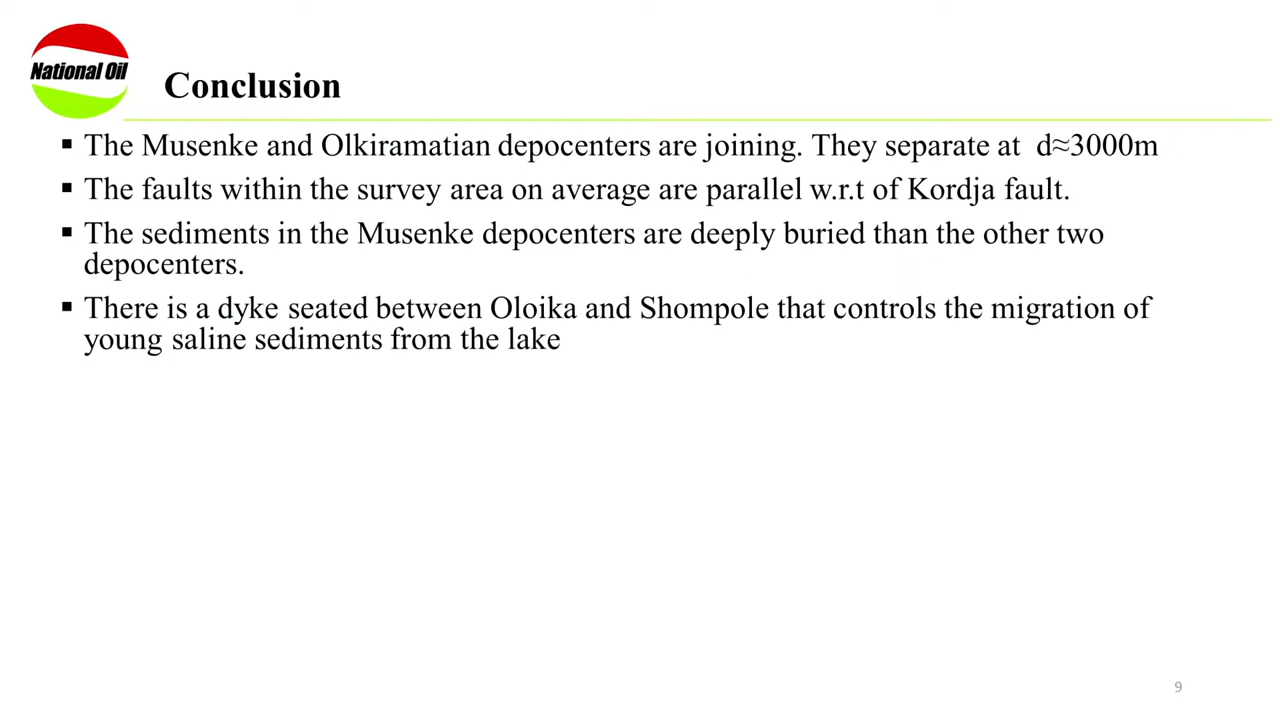 National Oil
Conclusion
▪ The Musenke and Olkiramatian depocenters are joining. They separate at d≈3000m
▪ The faults within the survey area on average are parallel w.r.t of Kordja fault.
▪ The sediments in the Musenke depocenters are deeply buried than the other two
depocenters.
▪ There is a dyke seated between Oloika and Shompole that controls the migration of
young saline sediments from the lake
9